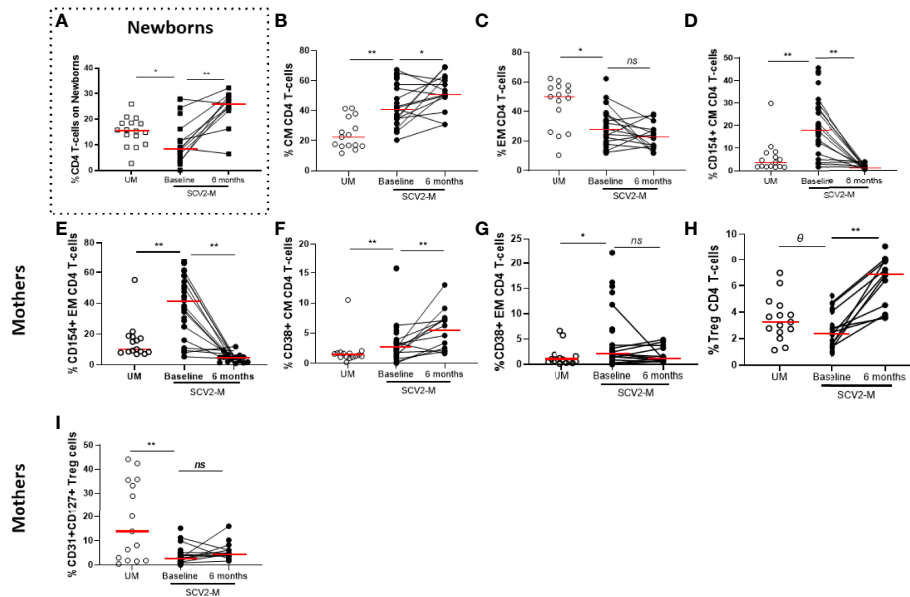 A
Newborns
% CD4 T-cells on Newborns
40
30
20
10
0
* **
UM Baseline 6 months
SCV2-M
B
% CM CD4 T-cells
80
60
40
20
0
** *
UM Baseline 6 months
SCV2-M
C
% EM CD4 T-cells
80
60
40
20
0
* ns
UM Baseline 6 months
SCV2-M
D
% CD154+ CM CD4 T-cells
50
40
30
20
10
0
** **
UM Baseline 6 months
SCV2-M
Mothers
E
% CD154+ EM CD4 T-cells
80
60
40
20
0
** **
UM Baseline 6 months
SCV2-M
F
% CD38+ CM CD4 T-cells
20
15
10
5
0
** **
UM Baseline 6 months
SCV2-M
G
% CD38+ EM CD4 T-cells
25
20
15
10
5
0
* ns
UM Baseline 6 months
SCV2-M
H
% Treg CD4 T-cells
10
8
6
4
2
0
θ **
UM Baseline 6 months
SCV2-M
Mothers
I
% CD31+CD127+ Treg cells
50
40
30
20
10
0
** ns
UM Baseline 6 months
SCV2-M